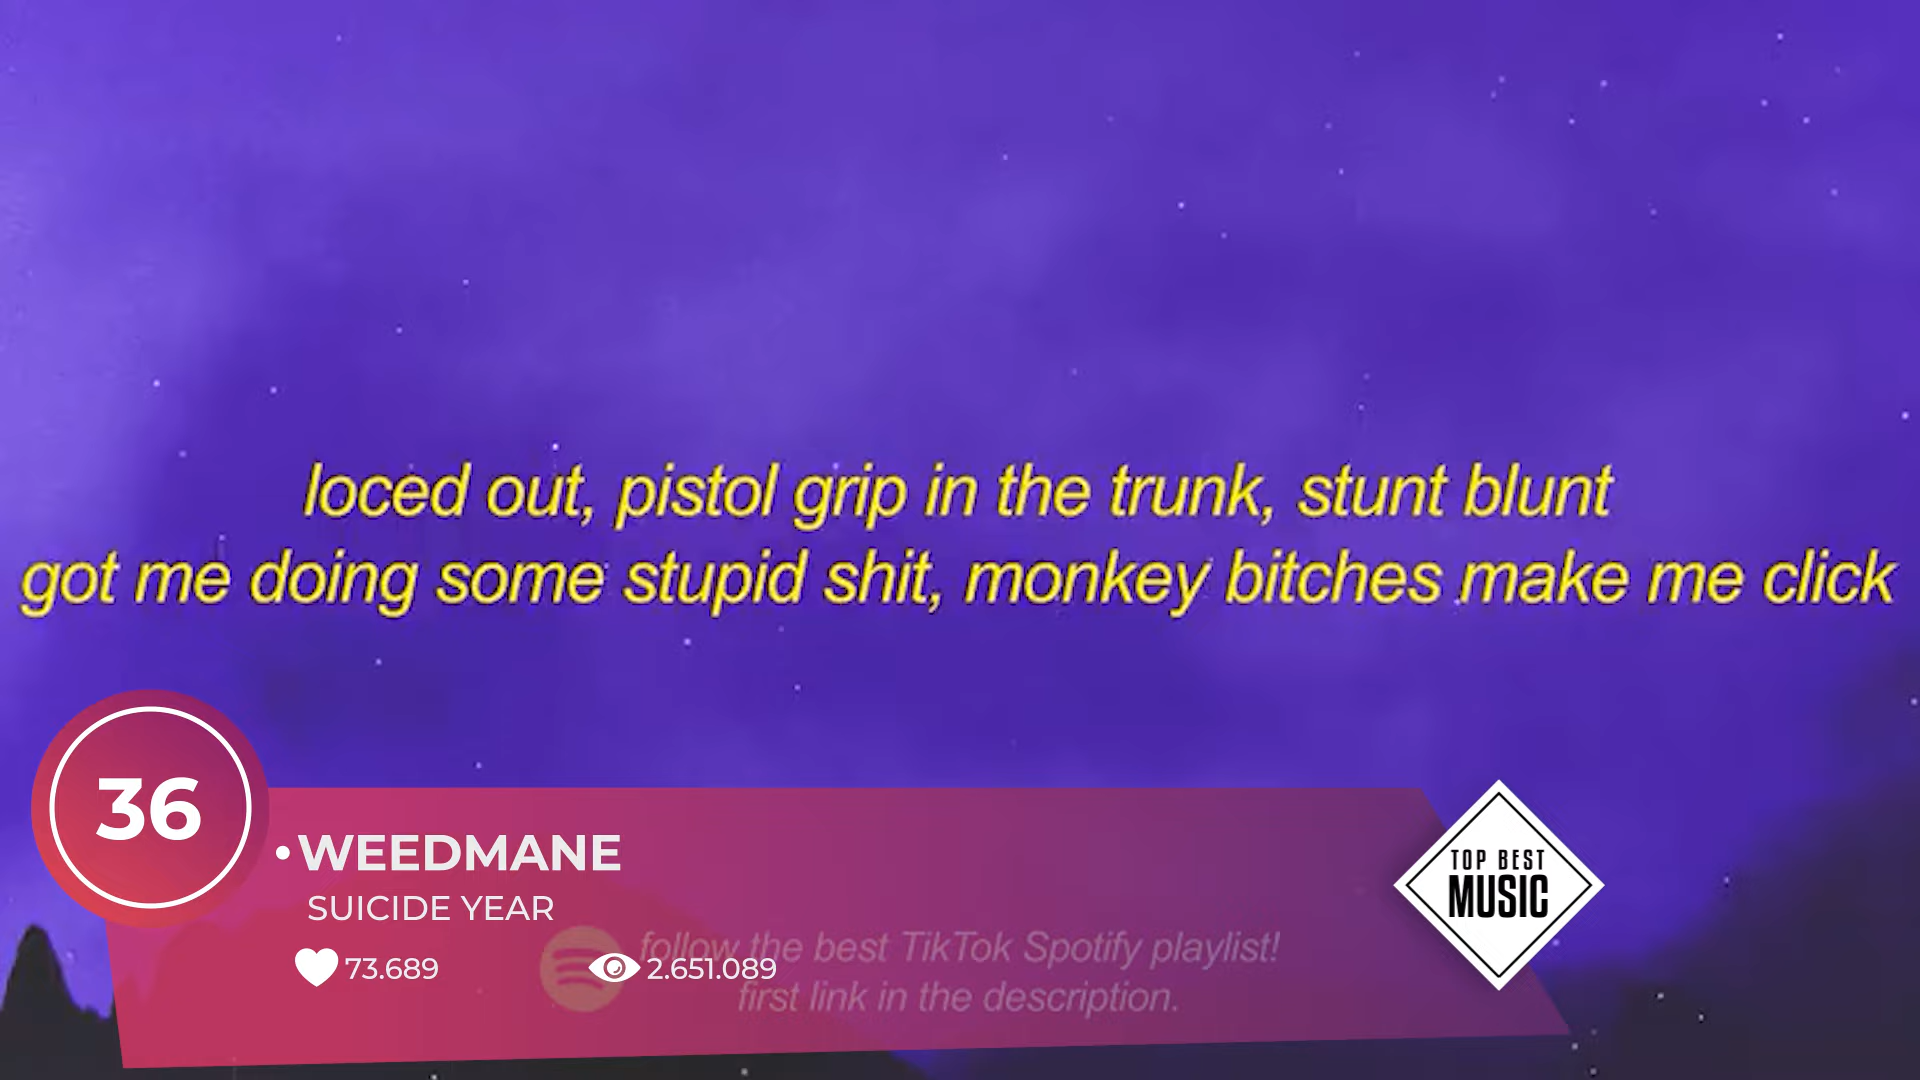 loced out, pistol grip in the trunk, stunt blunt
got me doing some stupid shit, monkey bitches make me click
36
•WEEDMANE
SUICIDE YEAR
73.689
2.651.089
follow the best TikTok Spotify playlist!
first link in the description.
TOP BEST
MUSIC